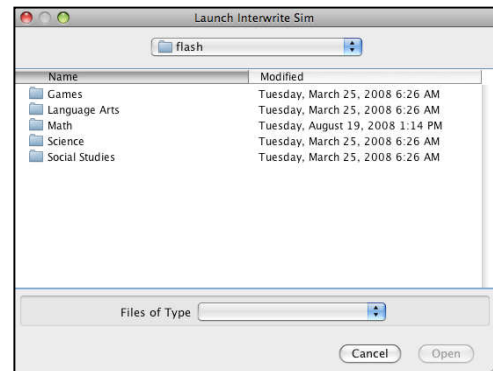 Launch Interwrite Sim
flash
Name Modified
Games Tuesday, March 25, 2008 6:26 AM
Language Arts Tuesday, March 25, 2008 6:26 AM
Math Tuesday, August 19, 2008 1:14 PM
Science Tuesday, March 25, 2008 6:26 AM
Social Studies Tuesday, March 25, 2008 6:26 AM
Files of Type
Cancel Open